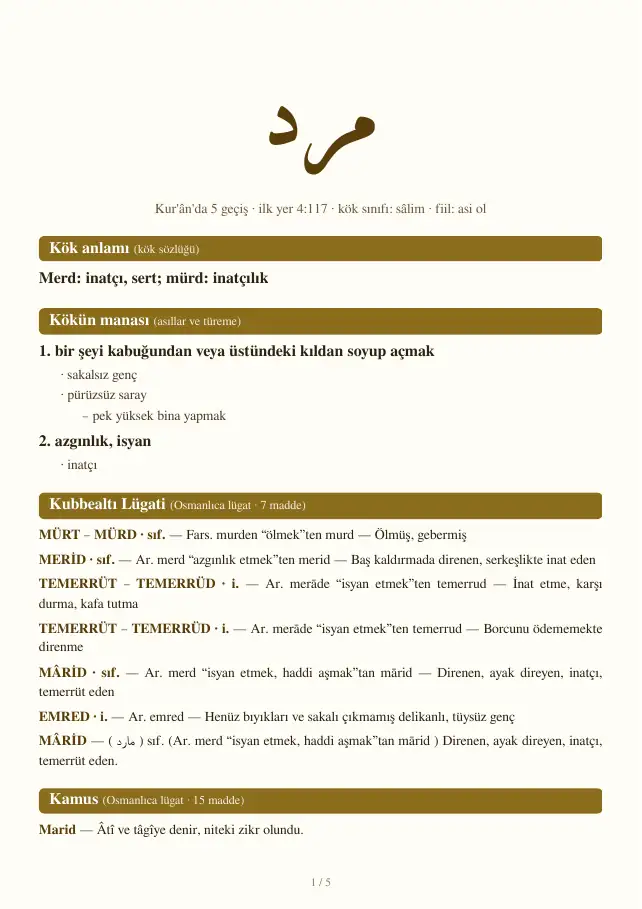 مرد
Kur'ân'da 5 geçiş · ilk yer 4:117 · kök sınıfı: sâlim · fiil: asi ol
Kök anlamı (kök sözlüğü)
Merd: inatçı, sert; mürd: inatçılık
Kökün manası (asıllar ve türeme)
1. bir şeyi kabuğundan veya üstündeki kıldan soyup açmak
· sakalsız genç
· pürüzsüz saray
– pek yüksek bina yapmak
2. azgınlık, isyan
· inatçı
Kubbealtı Lügati (Osmanlıca lügat · 7 madde)
MÜRT – MÜRD · sıf. — Fars. murden “ölmek”ten murd — Ölmüş, gebermiş
MERİD · sıf. — Ar. merd “azgınlık etmek”ten merid — Baş kaldırmada direnen, serkeşlikte inat eden
TEMERRÜT – TEMERRÜD · i. — Ar. merāde “isyan etmek”ten temerrud — İnat etme, karşı
durma, kafa tutma
TEMERRÜT – TEMERRÜD · i. — Ar. merāde “isyan etmek”ten temerrud — Borcunu ödememekte
direnme
MÂRİD · sıf. — Ar. merd “isyan etmek, haddi aşmak”tan mārid — Direnen, ayak direyen, inatçı,
temerrüt eden
EMRED · i. — Ar. emred — Henüz bıyıkları ve sakalı çıkmamış delikanlı, tüysüz genç
MÂRİD — ( مارد ) sıf. (Ar. merd “isyan etmek, haddi aşmak”tan mārid ) Direnen, ayak direyen, inatçı,
temerrüt eden.
Kamus (Osmanlıca lügat · 15 madde)
Marid — Âtî ve tâgîye denir, niteki zikr olundu.
1 / 5